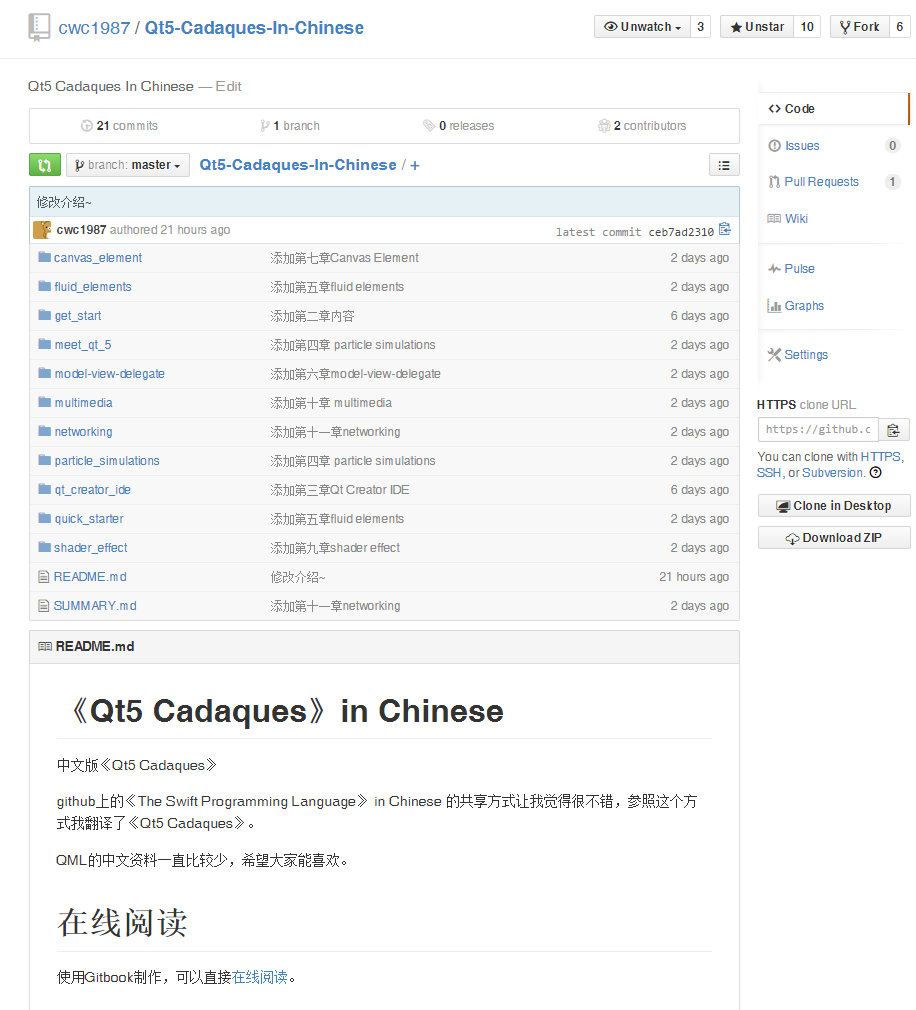 cwc1987 / Qt5-Cadaques-In-Chinese
Unwatch 3 Unstar 10 Fork 6
Qt5 Cadaques In Chinese — Edit
21 commits 1 branch 0 releases 2 contributors
branch: master Qt5-Cadaques-In-Chinese / +
修改介绍~
cwc1987 authored 21 hours ago latest commit ceb7ad2310
canvas_element 添加第七章Canvas Element 2 days ago
fluid_elements 添加第五章fluid elements 2 days ago
get_start 添加第二章内容 6 days ago
meet_qt_5 添加第四章 particle simulations 2 days ago
model-view-delegate 添加第六章model-view-delegate 2 days ago
multimedia 添加第十章 multimedia 2 days ago
networking 添加第十一章networking 2 days ago
particle_simulations 添加第四章 particle simulations 2 days ago
qt_creator_ide 添加第三章Qt Creator IDE 6 days ago
quick_starter 添加第五章fluid elements 2 days ago
shader_effect 添加第九章shader effect 2 days ago
README.md 修改介绍~ 21 hours ago
SUMMARY.md 添加第十一章networking 2 days ago
README.md
《Qt5 Cadaques》in Chinese
中文版《Qt5 Cadaques》
github上的《The Swift Programming Language》in Chinese 的共享方式让我觉得很不错，参照这个方
式我翻译了《Qt5 Cadaques》。
QML的中文资料一直比较少，希望大家能喜欢。
在线阅读
使用Gitbook制作，可以直接在线阅读。
Code
Issues 0
Pull Requests 1
Wiki
Pulse
Graphs
Settings
HTTPS clone URL
https://github.c
You can clone with HTTPS,
SSH, or Subversion.
Clone in Desktop
Download ZIP